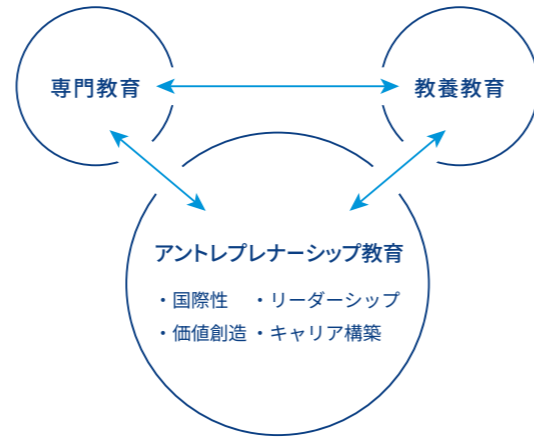 専門教育
教養教育
アントレプレナーシップ教育
・国際性　・リーダーシップ
・価値創造・キャリア構築